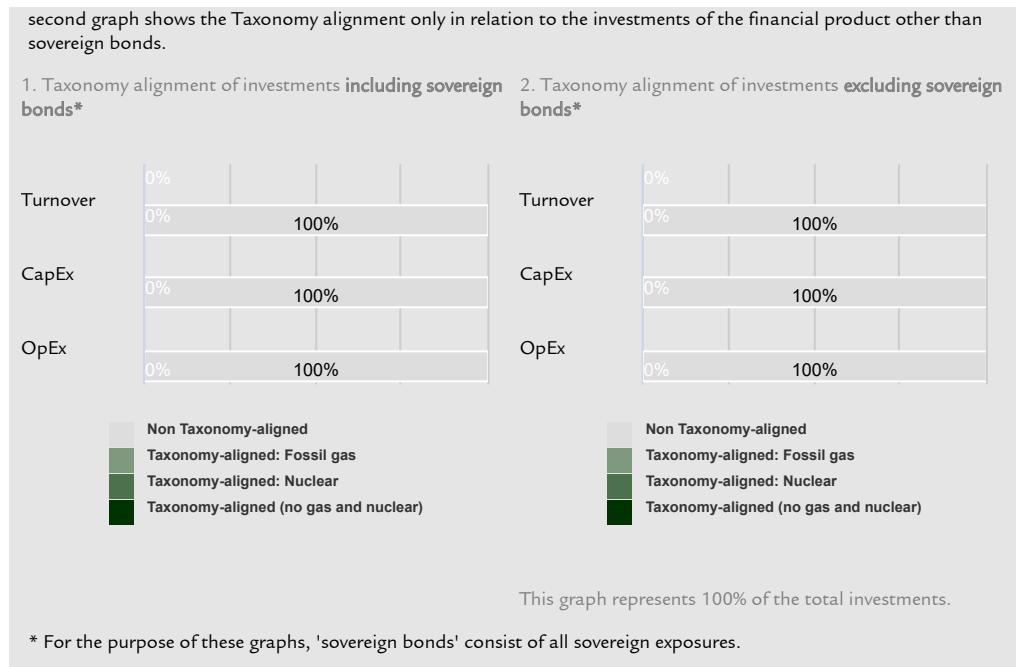 second graph shows the Taxonomy alignment only in relation to the investments of the financial product other than
sovereign bonds.
1. Taxonomy alignment of investments including sovereign
bonds*
0%
Turnover
0%
100%
CapEx
0%
100%
OpEx
0%
100%
Non Taxonomy-aligned
Taxonomy-aligned: Fossil gas
Taxonomy-aligned: Nuclear
Taxonomy-aligned (no gas and nuclear)
2. Taxonomy alignment of investments excluding sovereign
bonds*
0%
Turnover
0%
100%
CapEx
0%
100%
OpEx
0%
100%
Non Taxonomy-aligned
Taxonomy-aligned: Fossil gas
Taxonomy-aligned: Nuclear
Taxonomy-aligned (no gas and nuclear)
This graph represents 100% of the total investments.
* For the purpose of these graphs, 'sovereign bonds' consist of all sovereign exposures.